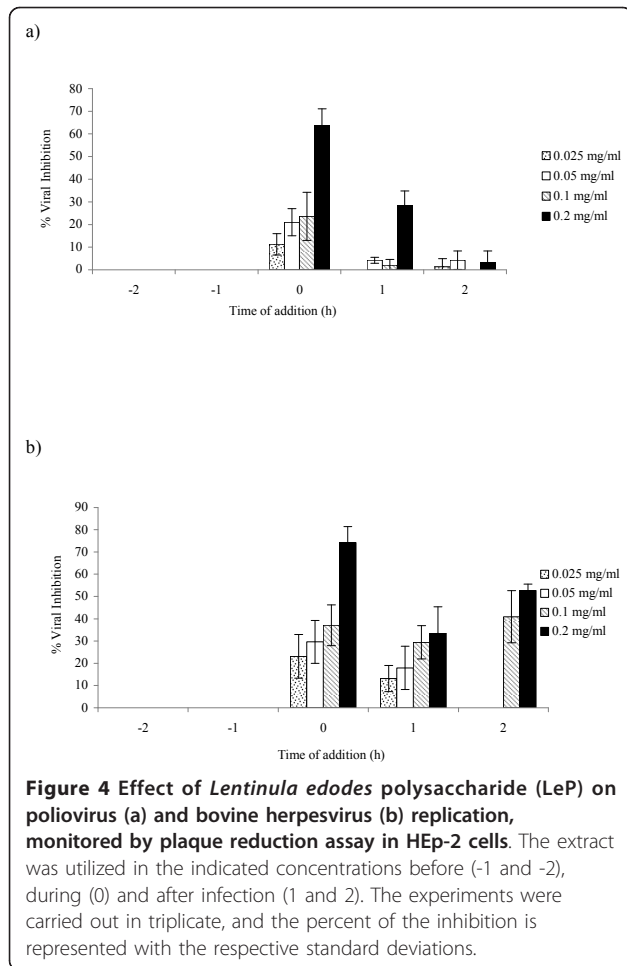 a)
80
70
60
50
40
30
20
10
0
% Viral Inhibition
-2 -1 0 1 2
Time of addition (h)
0.025 mg/ml
0.05 mg/ml
0.1 mg/ml
0.2 mg/ml
b)
90
80
70
60
50
40
30
20
10
0
% Viral Inhibition
-2 -1 0 1 2
Time of addition (h)
0.025 mg/ml
0.05 mg/ml
0.1 mg/ml
0.2 mg/ml
Figure 4 Effect of Lentinula edodes polysaccharide (LeP) on
poliovirus (a) and bovine herpesvirus (b) replication,
monitored by plaque reduction assay in HEp-2 cells. The extract
was utilized in the indicated concentrations before (-1 and -2),
during (0) and after infection (1 and 2). The experiments were
carried out in triplicate, and the percent of the inhibition is
represented with the respective standard deviations.